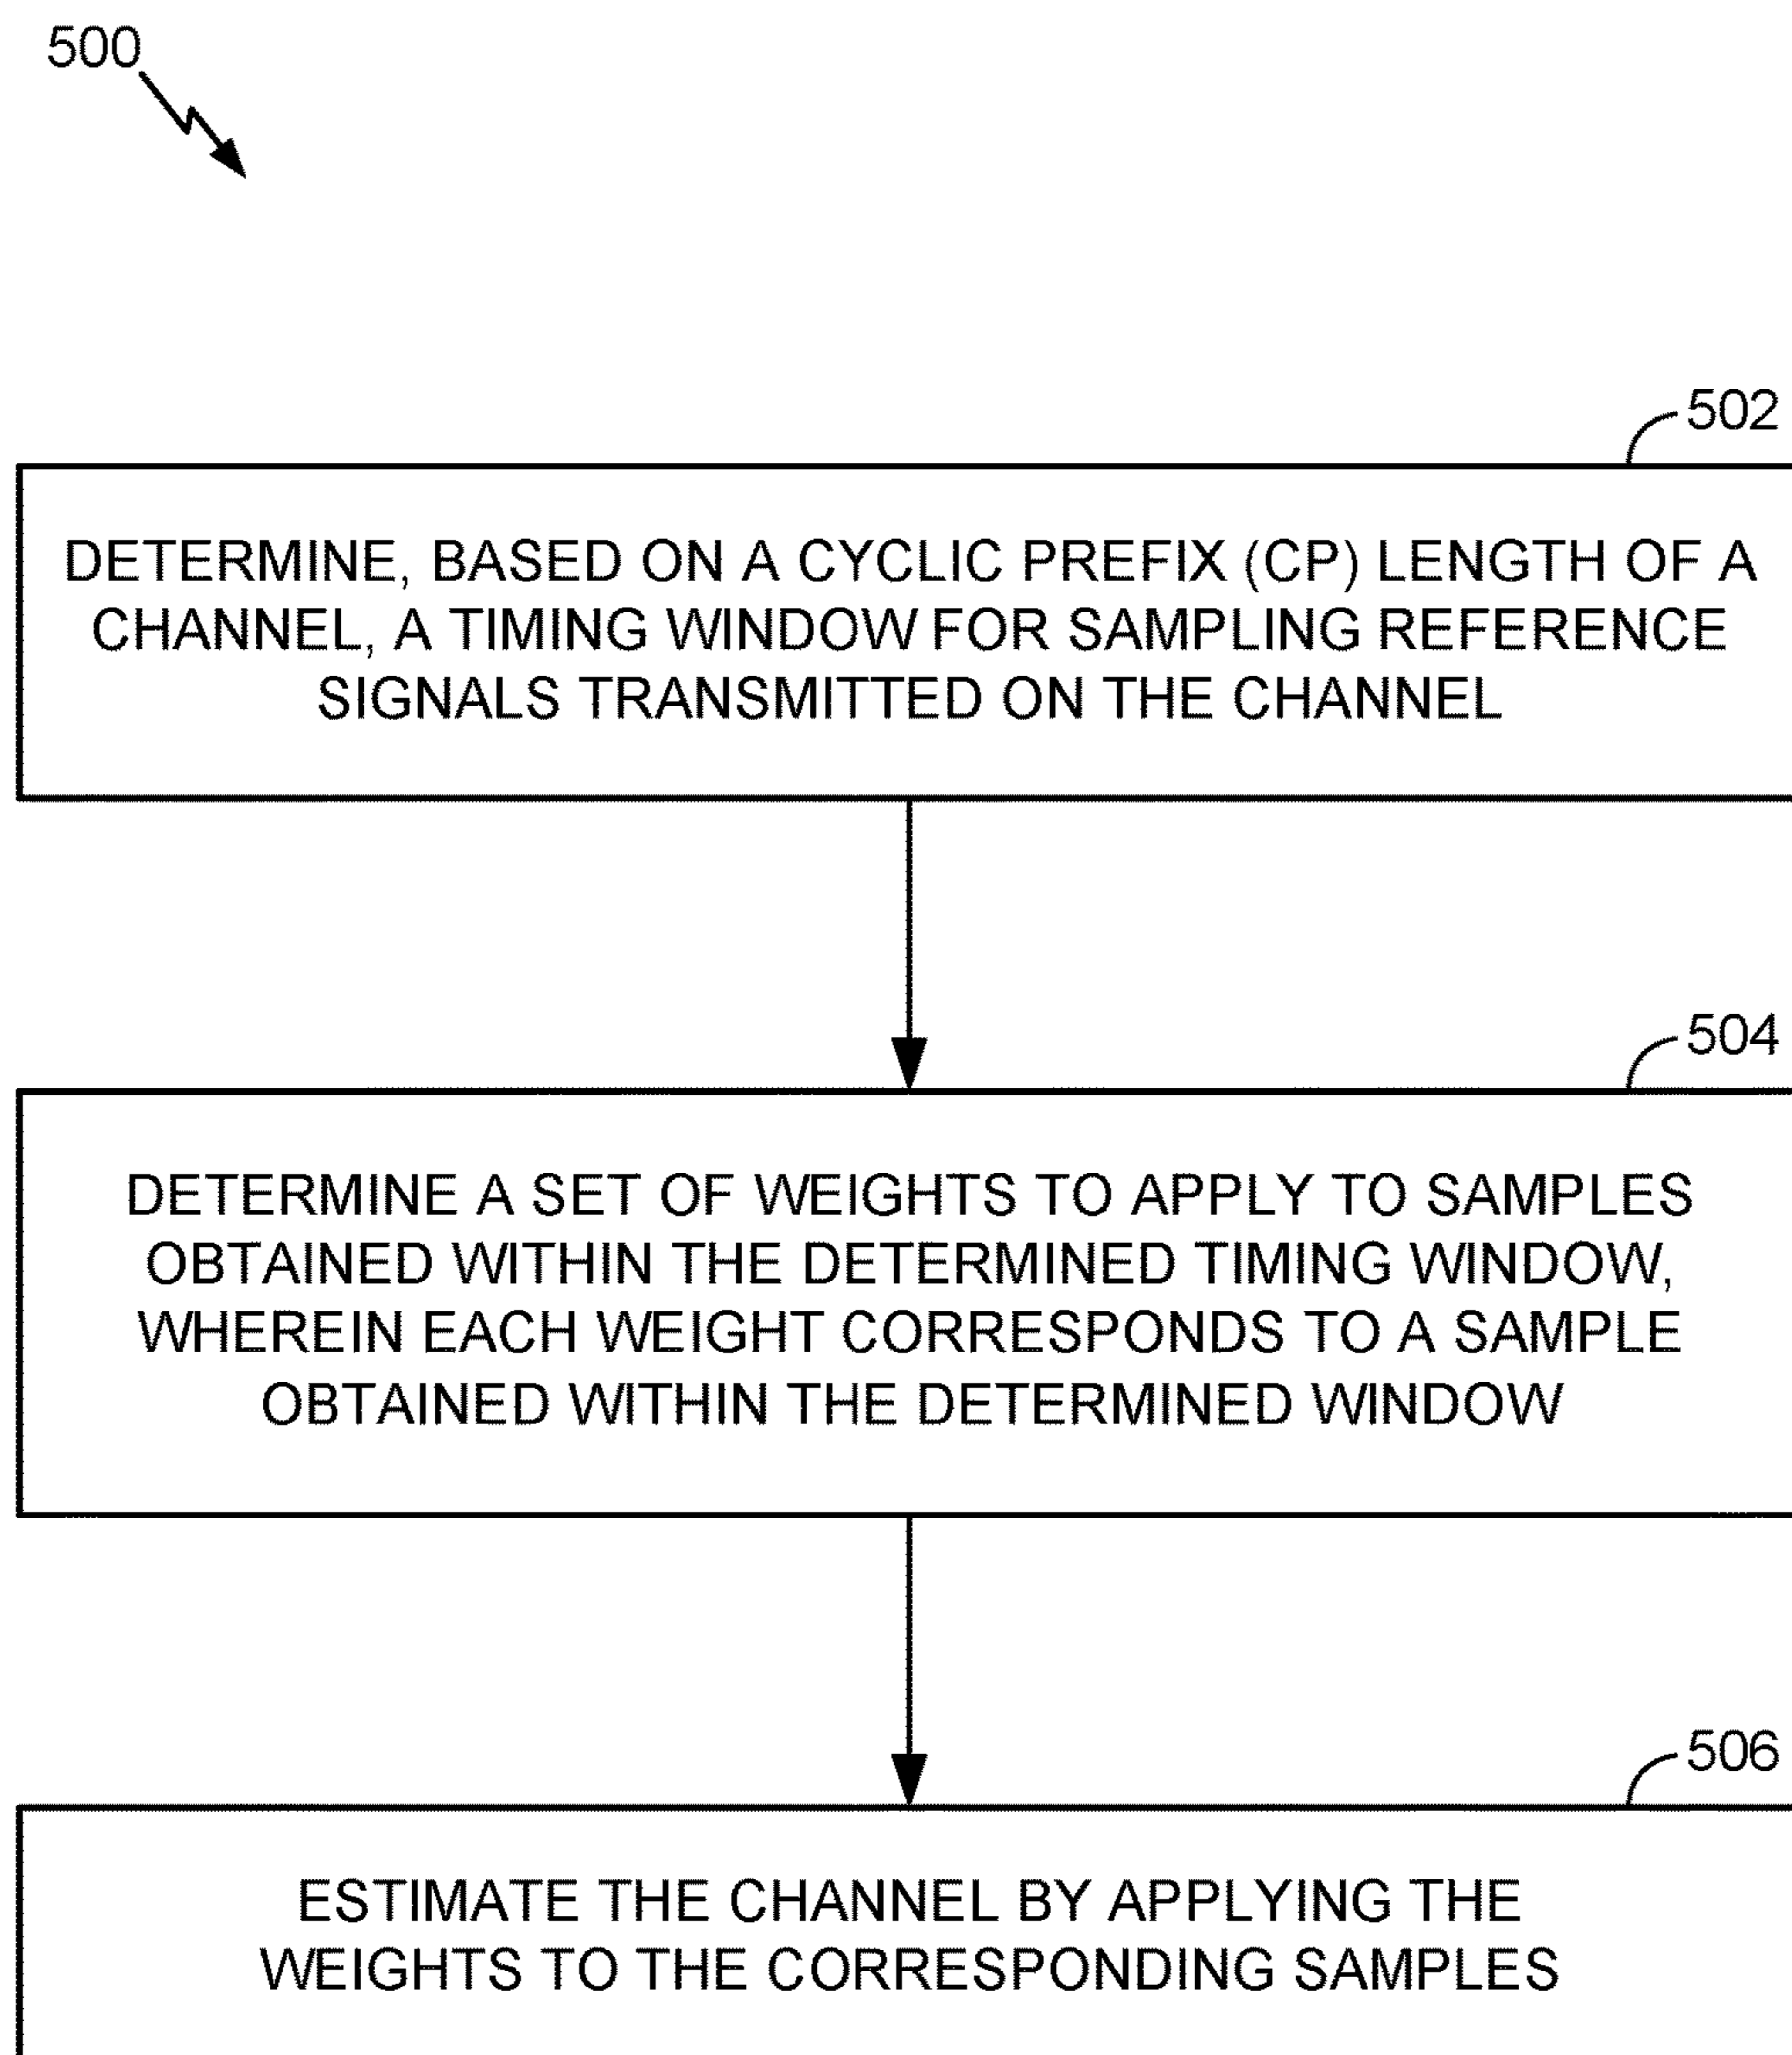 500
502
DETERMINE, BASED ON A CYCLIC PREFIX (CP) LENGTH OF A
CHANNEL, A TIMING WINDOW FOR SAMPLING REFERENCE
SIGNALS TRANSMITTED ON THE CHANNEL
504
DETERMINE A SET OF WEIGHTS TO APPLY TO SAMPLES
OBTAINED WITHIN THE DETERMINED TIMING WINDOW,
WHEREIN EACH WEIGHT CORRESPONDS TO A SAMPLE
OBTAINED WITHIN THE DETERMINED WINDOW
506
ESTIMATE THE CHANNEL BY APPLYING THE
WEIGHTS TO THE CORRESPONDING SAMPLES